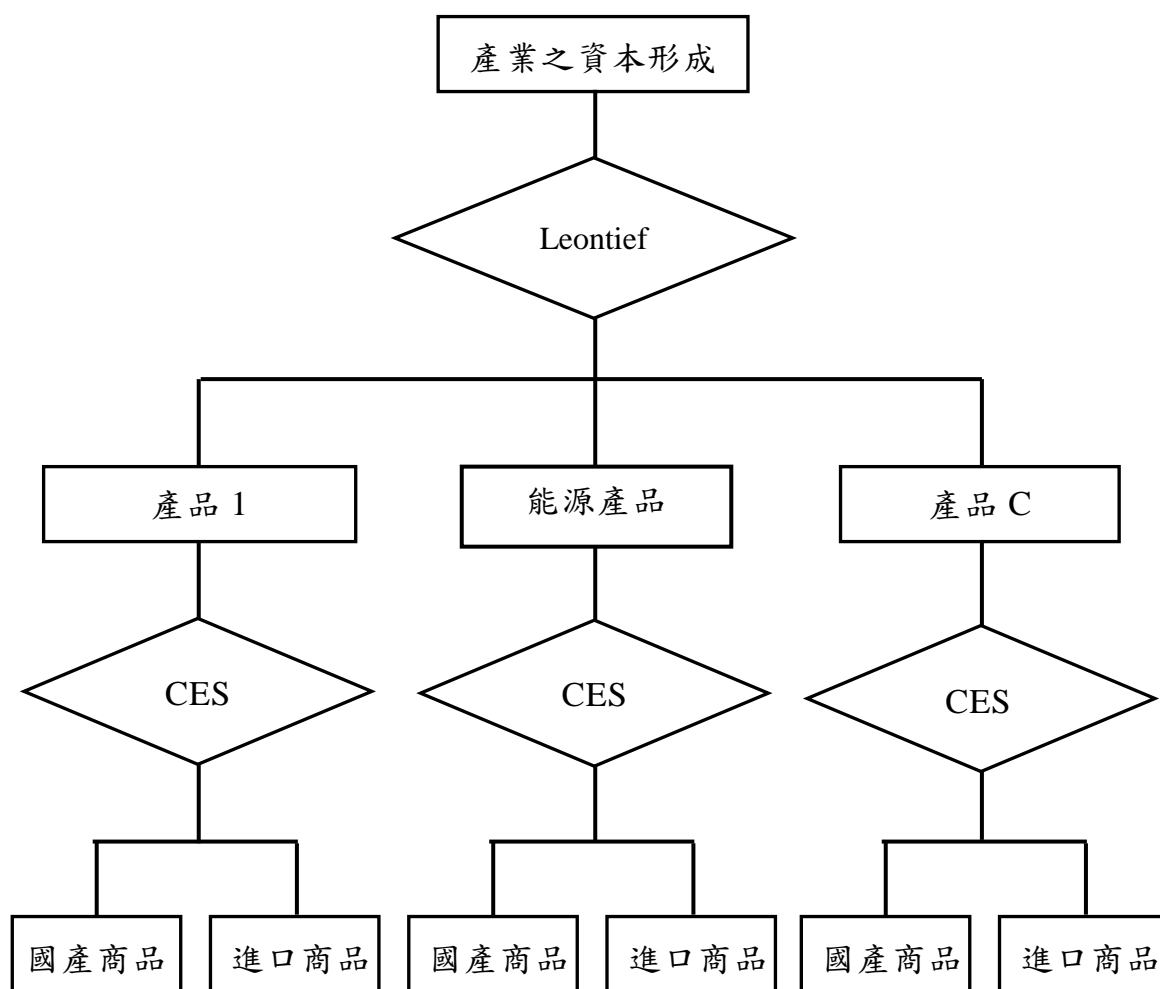 產業之資本形成
Leontief
產品 1
能源產品
產品 C
CES
CES
CES
國產商品
進口商品
國產商品
進口商品
國產商品
進口商品